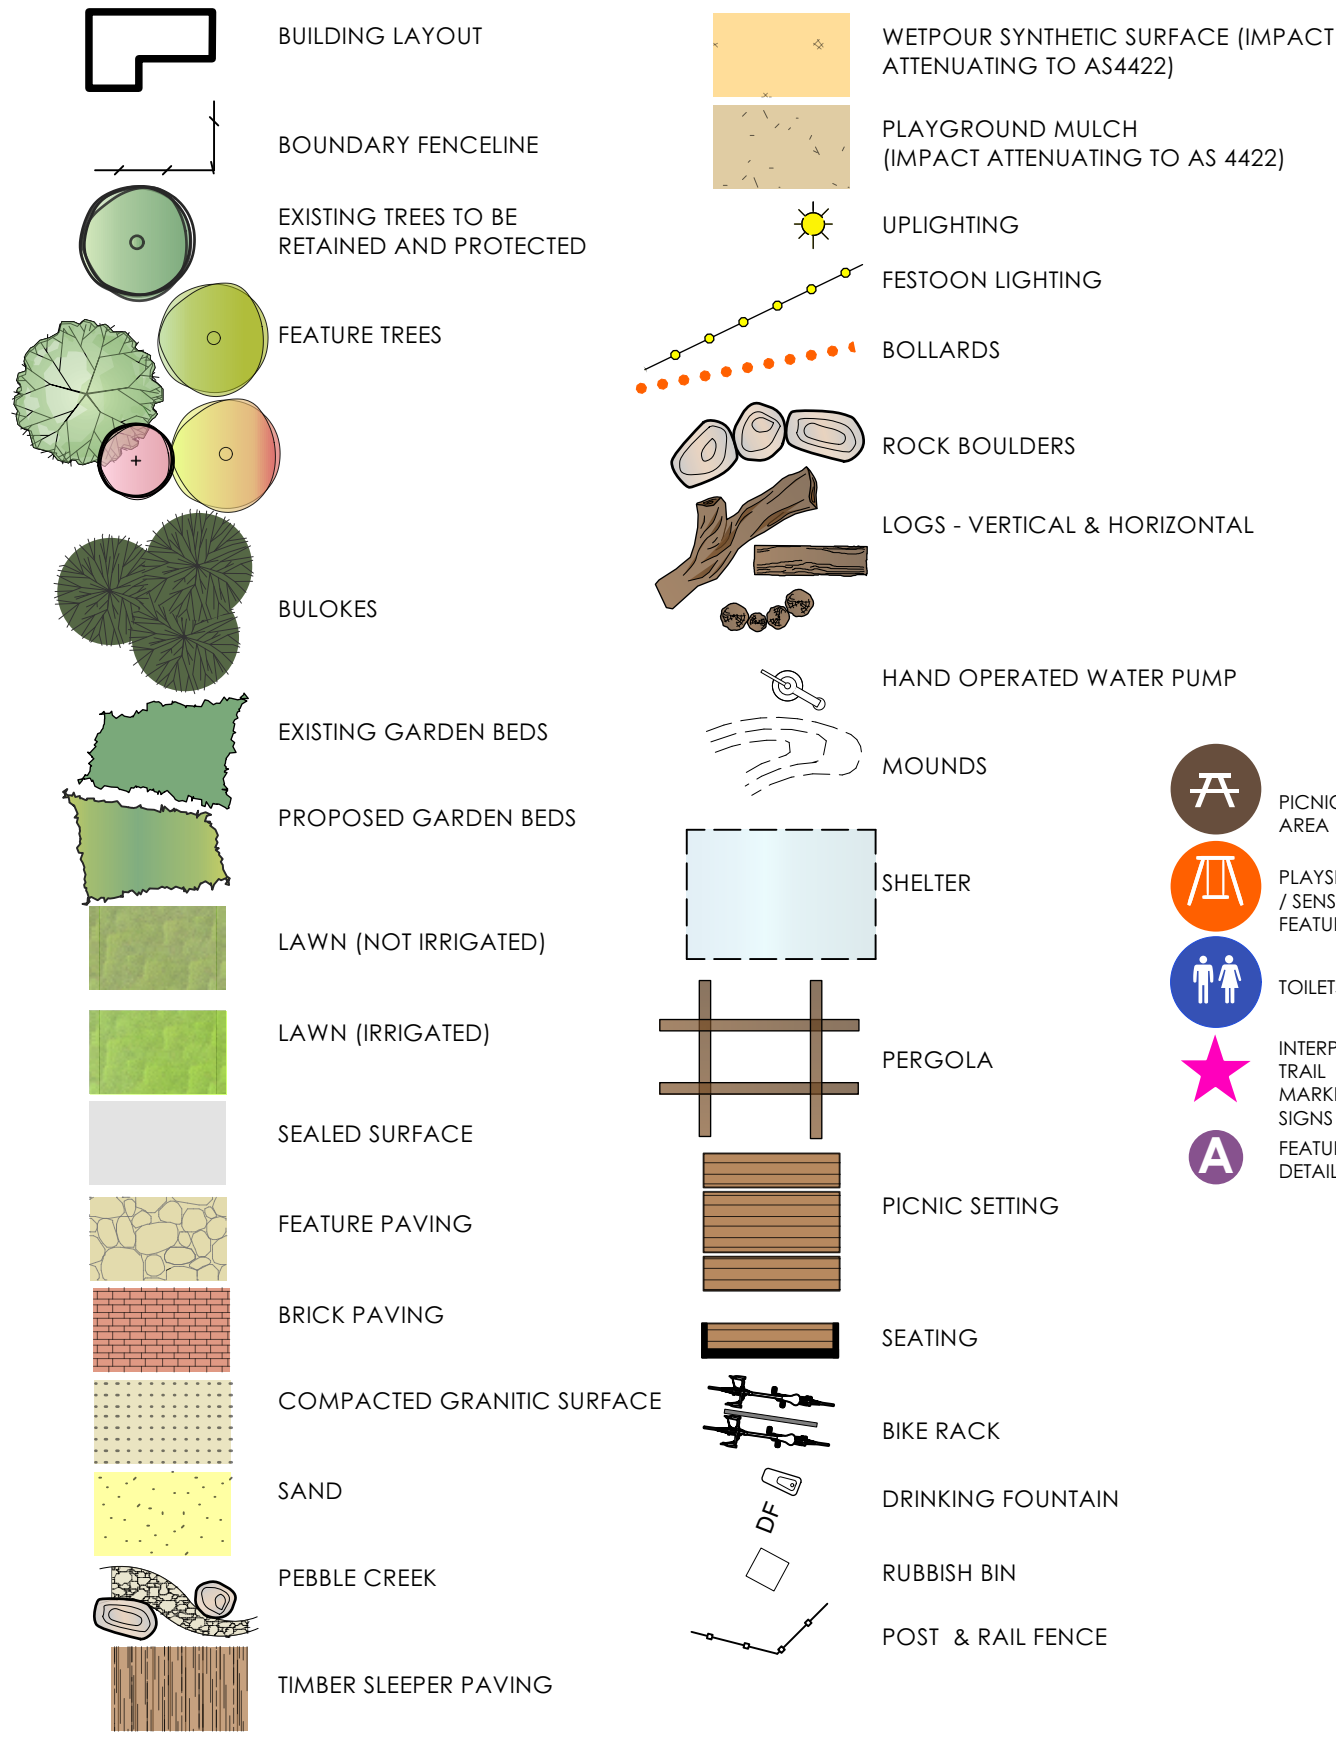 BUILDING LAYOUT
BOUNDARY FENCELINE
EXISTING TREES TO BE
RETAINED AND PROTECTED
FEATURE TREES
BULOKES
EXISTING GARDEN BEDS
PROPOSED GARDEN BEDS
LAWN (NOT IRRIGATED)
LAWN (IRRIGATED)
SEALED SURFACE
FEATURE PAVING
BRICK PAVING
COMPACTED GRANITIC SURFACE
SAND
PEBBLE CREEK
TIMBER SLEEPER PAVING
WETPOUR SYNTHETIC SURFACE (IMPACT
ATTENUATING TO AS4422)
PLAYGROUND MULCH
(IMPACT ATTENUATING TO AS 4422)
UPLIGHTING
FESTOON LIGHTING
BOLLARDS
ROCK BOULDERS
LOGS - VERTICAL & HORIZONTAL
HAND OPERATED WATER PUMP
MOUNDS
SHELTER
PERGOLA
PICNIC SETTING
SEATING
BIKE RACK
DF
DRINKING FOUNTAIN
RUBBISH BIN
POST & RAIL FENCE
AREA
/
TRAIL
SIGNS
A